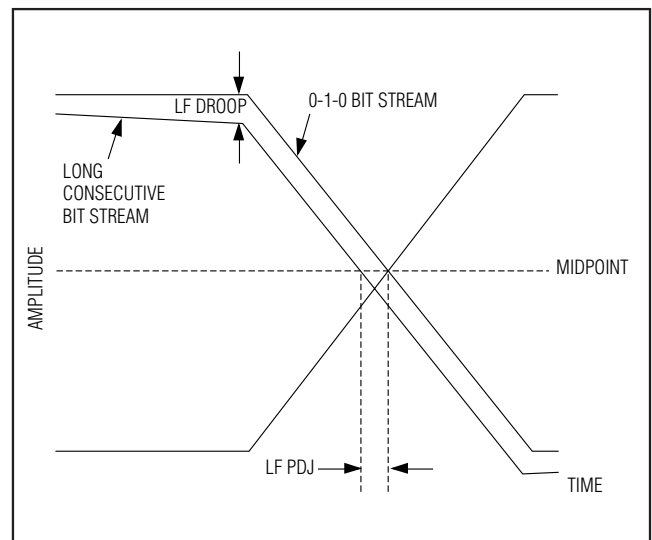 LF DROOP
0-1-0 BIT STREAM
LONG
CONSECUTIVE
BIT STREAM
AMPLITUDE
MIDPOINT
LF PDJ
TIME